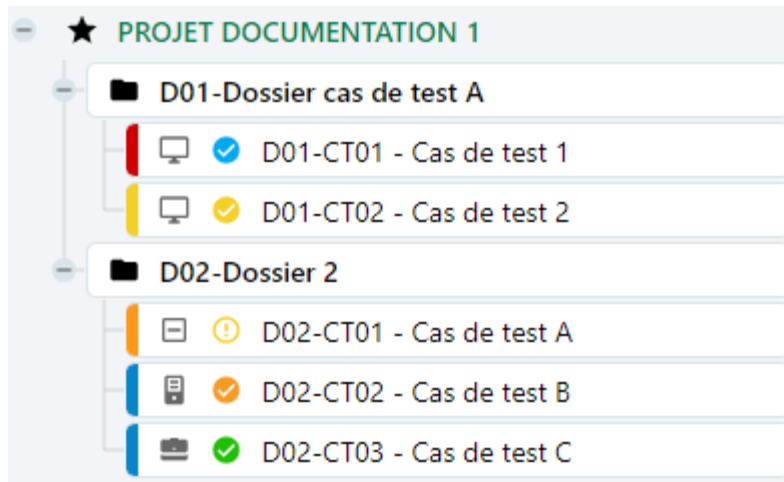 PROJET DOCUMENTATION 1
D01-Dossier cas de test A
D01-CT01 - Cas de test 1
D01-CT02 - Cas de test 2
D02-Dossier 2
D02-CT01 - Cas de test A
D02-CT02 - Cas de test B
D02-CT03 - Cas de test C